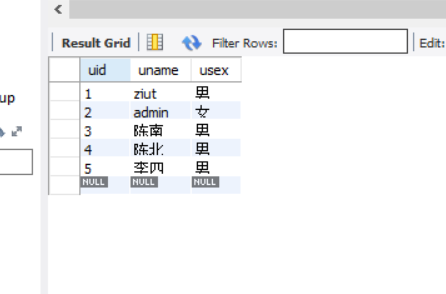 Result Grid Filter Rows: Edit:
uid uname usex
up
1 ziut 男
2 admin 女
3 陈南 男
4 陈北 男
5 李四 男
NULL NULL NULL